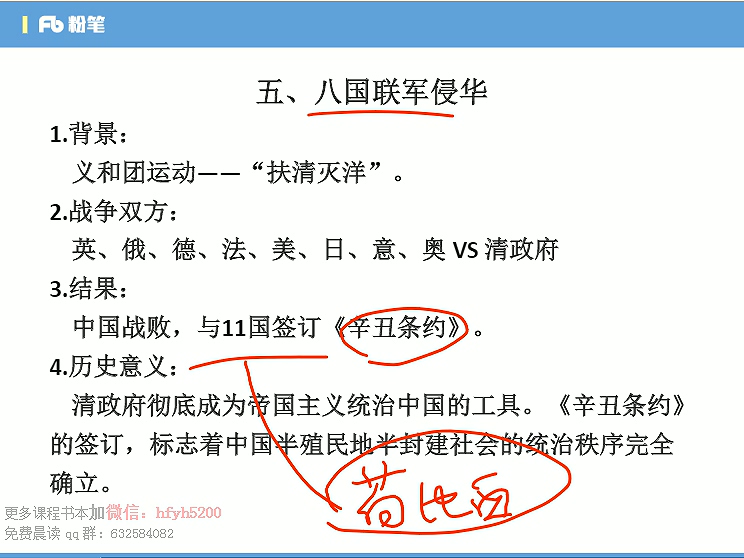 粉笔
五、八国联军侵华
1.背景：
义和团运动——“扶清灭洋”。
2.战争双方：
英、俄、德、法、美、日、意、奥 VS 清政府
3.结果：
中国战败，与11国签订《辛丑条约》。
4.历史意义：
清政府彻底成为帝国主义统治中国的工具。《辛丑条约》
的签订，标志着中国半殖民地半封建社会的统治秩序完全
确立。
荷比西
更多课程书本加微信：hfyh5200
免费晨读 qq 群：632584082